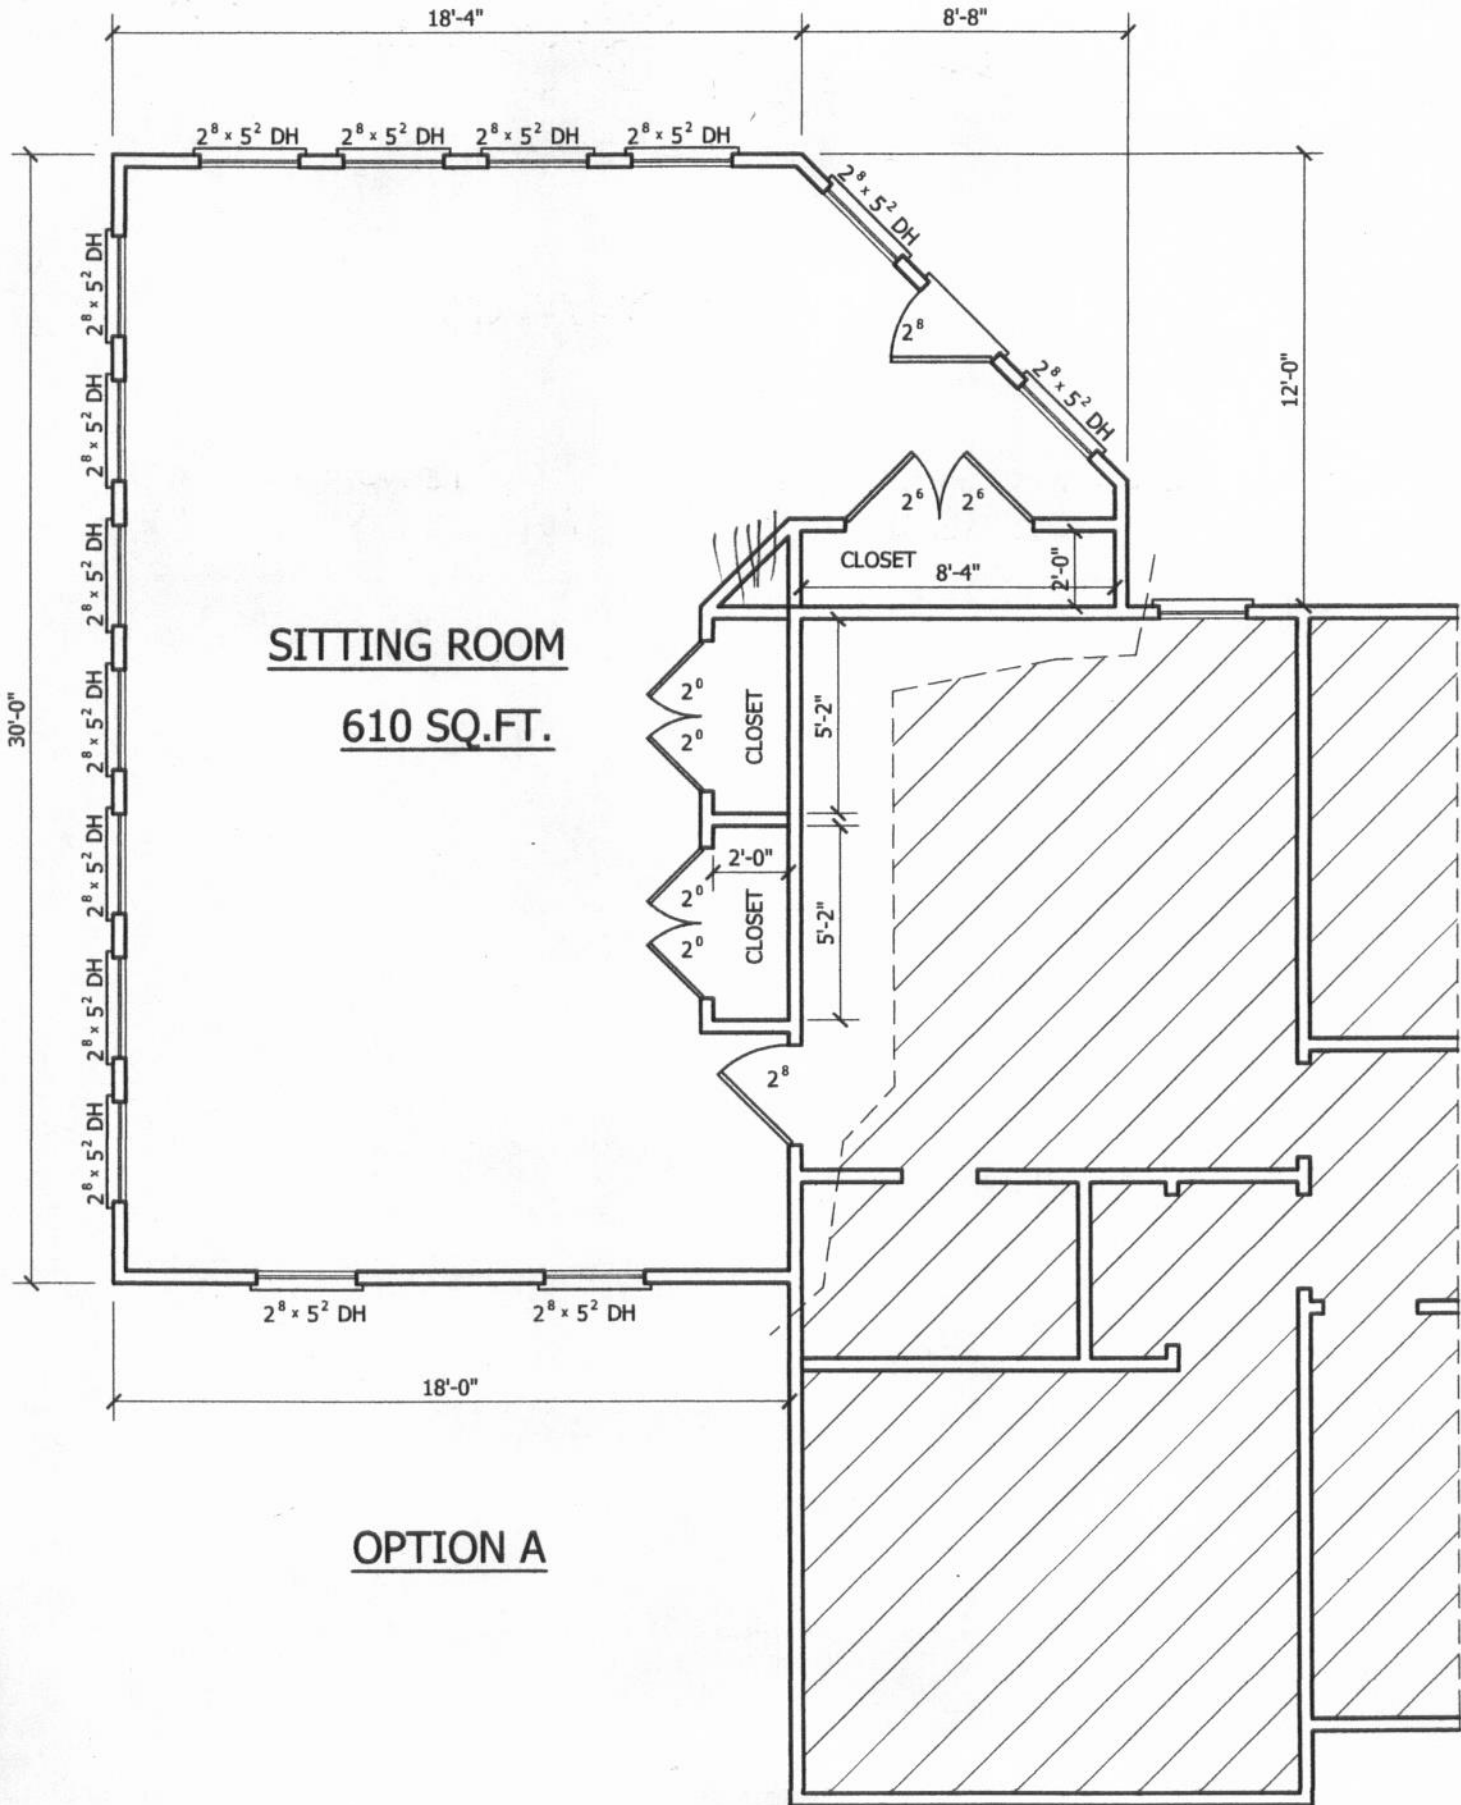 18'-4"
8'-8"
2⁸ x 5² DH
2⁸ x 5² DH
2⁸ x 5² DH
2⁸ x 5² DH
2⁸ x 5² DH
2⁸ x 5² DH
2⁸
2⁸ x 5² DH
12'-0"
2⁸ x 5² DH
2⁶
2⁶
2⁸ x 5² DH
CLOSET
8'-4"
2'-0"
SITTING ROOM
610 SQ.FT.
30'-0"
2⁸ x 5² DH
2⁰
2⁰
CLOSET
5'-2"
2⁸ x 5² DH
2'-0"
2⁰
2⁰
CLOSET
5'-2"
2⁸ x 5² DH
2⁸
2⁸ x 5² DH
2⁸ x 5² DH
2⁸ x 5² DH
18'-0"
OPTION A